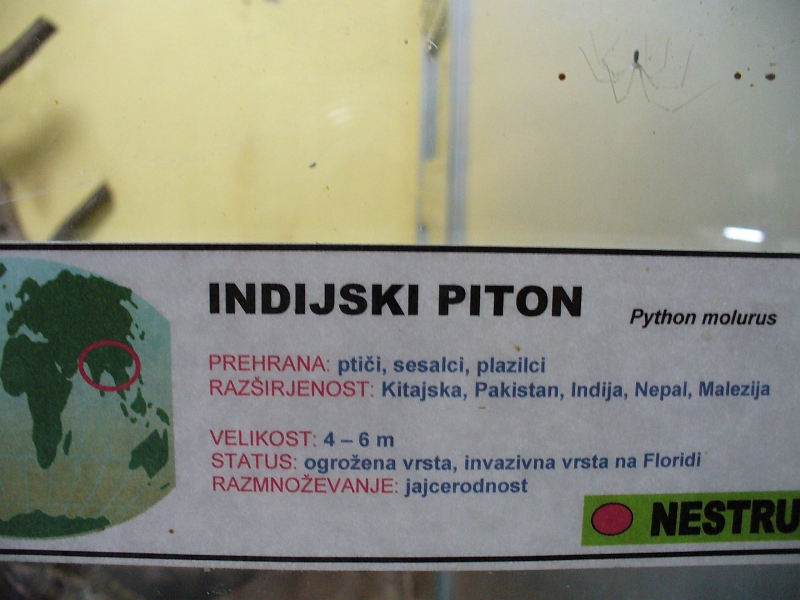 INDIJSKI PITON
Python molurus
PREHRANA: ptiči, sesalci, plazilci
RAZŠIRJENOST: Kitajska, Pakistan, Indija, Nepal, Malezija
VELIKOST: 4 – 6 m
STATUS: ogrožena vrsta, invazivna vrsta na Floridi
RAZMNOŽEVANJE: jajcerodnost
NESTRU